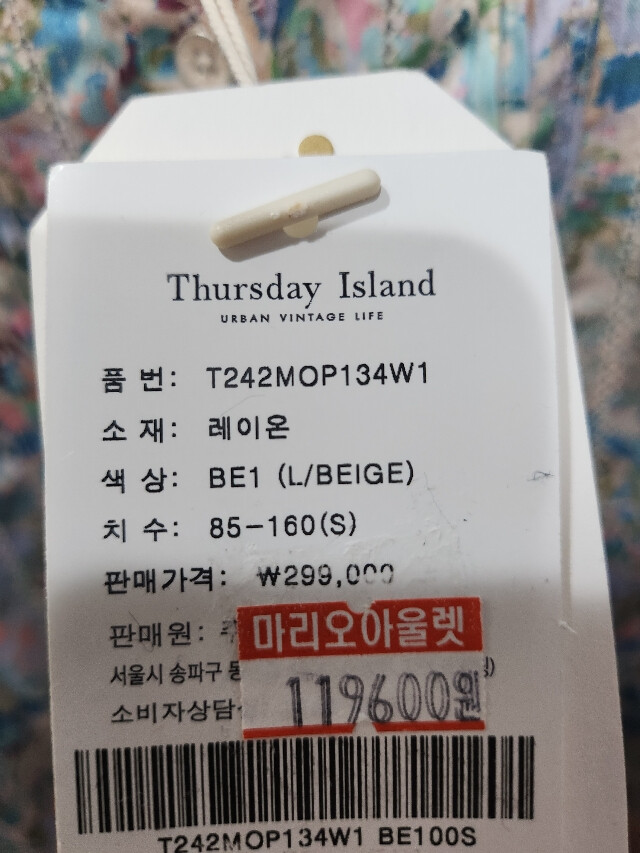 Thursday Island
URBAN VINTAGE LIFE
품 번: T242MOP134W1
소 재: 레이온
색 상: BE1 (L/BEIGE)
치 수: 85-160(S)
판매가격: ₩299,000
판매원:
마리오아울렛
서울시 송파구
119600원
소비자상담
T242MOP134W1 BE100S